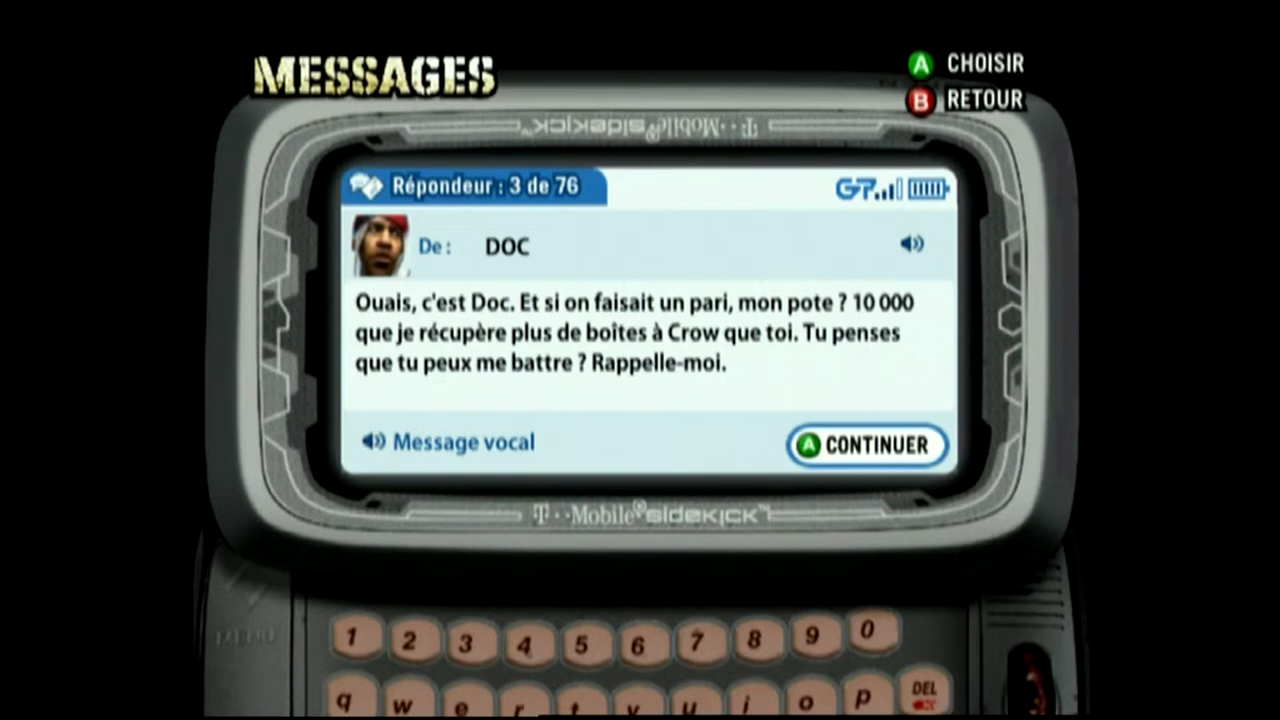 MESSAGES
A CHOISIR
B RETOUR
T··Mobile® sidekick™
Répondeur : 3 de 76
De : DOC
Ouais, c'est Doc. Et si on faisait un pari, mon pote ? 10 000
que je récupère plus de boîtes à Crow que toi. Tu penses
que tu peux me battre ? Rappelle-moi.
Message vocal
A CONTINUER
T··Mobile® sidekick™
1 2 3 4 5 6 7 8 9 0
q w e r t y u i o p DEL